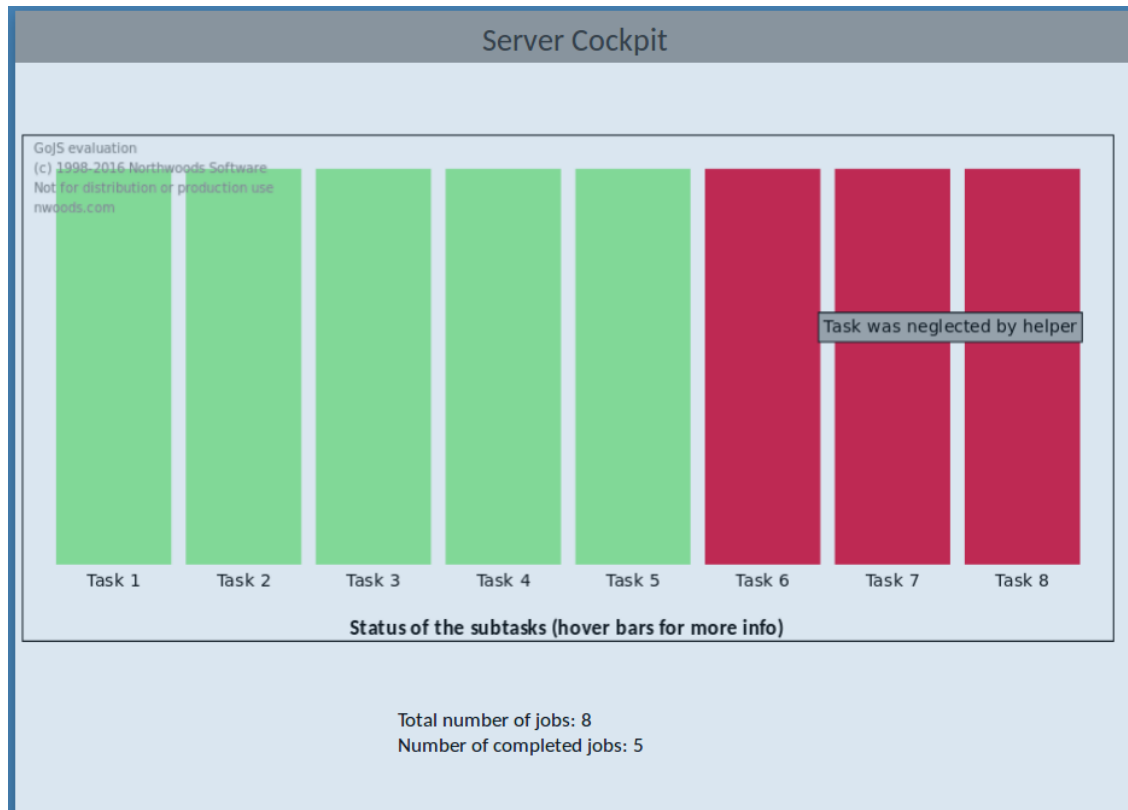 Server Cockpit
GoJS evaluation
(c) 1998-2016 Northwoods Software
Not for distribution or production use
nwoods.com
Task was neglected by helper
Task 1
Task 2
Task 3
Task 4
Task 5
Task 6
Task 7
Task 8
Status of the subtasks (hover bars for more info)
Total number of jobs: 8
Number of completed jobs: 5